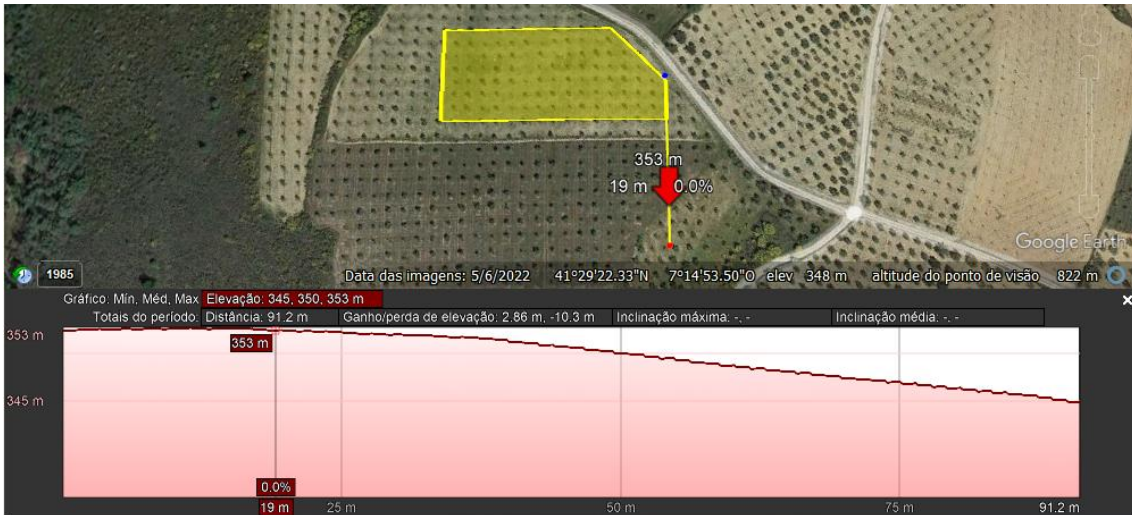 353 m
19 m 0.0%
Google Earth
1985
Data das imagens: 5/6/2022 41°29'22.33"N 7°14'53.50"O elev 348 m altitude do ponto de visão 822 m
Gráfico: Mín, Méd, Max Elevação: 345, 350, 353 m
Totais do período: Distância: 91.2 m Ganho/perda de elevação: 2.86 m, -10.3 m Inclinação máxima: -, - Inclinação média: -, -
353 m
353 m
345 m
0.0%
19 m 25 m 50 m 75 m 91.2 m